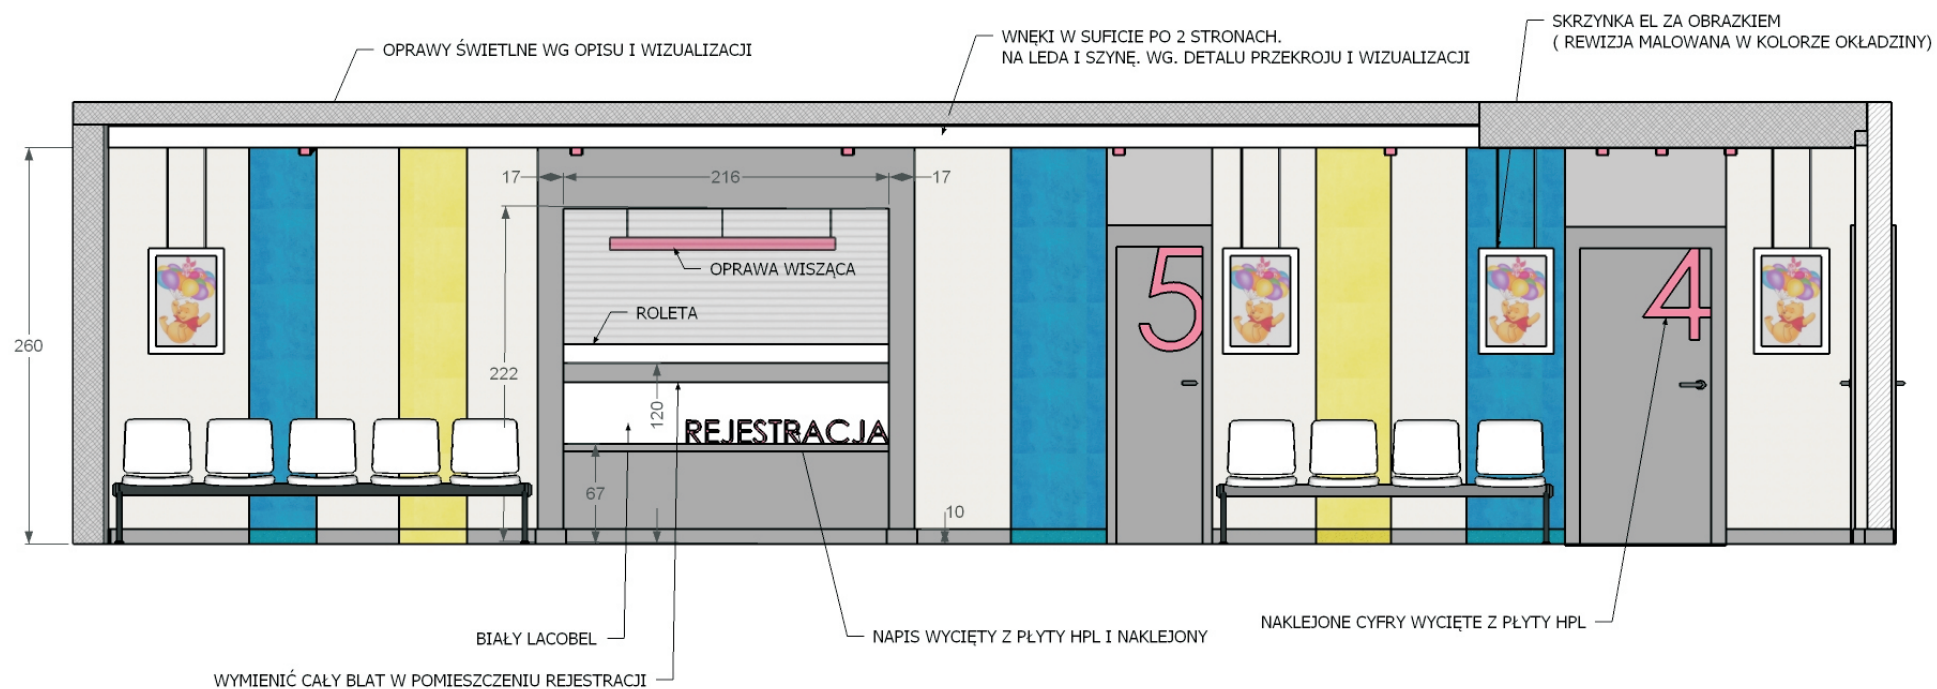 SKRZYNKA EL ZA OBRAZKIEM
( REWIZJA MALOWANA W KOLORZE OKŁADZINY)
WNĘKI W SUFICIE PO 2 STRONACH.
NA LEDA I SZYNĘ. WG. DETALU PRZEKROJU I WIZUALIZACJI
OPRAWY ŚWIETLNE WG OPISU I WIZUALIZACJI
17
216
17
OPRAWA WISZĄCA
5
4
ROLETA
260
222
120
REJESTRACJA
67
10
NAKLEJONE CYFRY WYCIĘTE Z PŁYTY HPL
BIAŁY LACOBEL
NAPIS WYCIĘTY Z PŁYTY HPL I NAKLEJONY
WYMIENIĆ CAŁY BLAT W POMIESZCZENIU REJESTRACJI